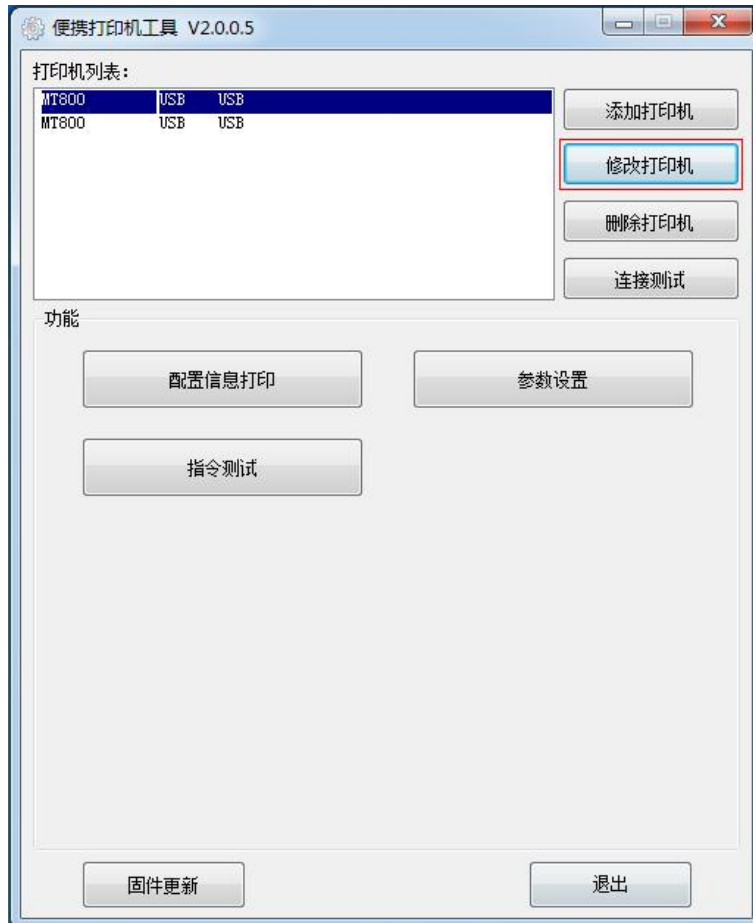 便携打印机工具 V2.0.0.5
打印机列表：
MT800 USB USB
MT800 USB USB
添加打印机
修改打印机
删除打印机
连接测试
功能
配置信息打印 参数设置
指令测试
固件更新 退出